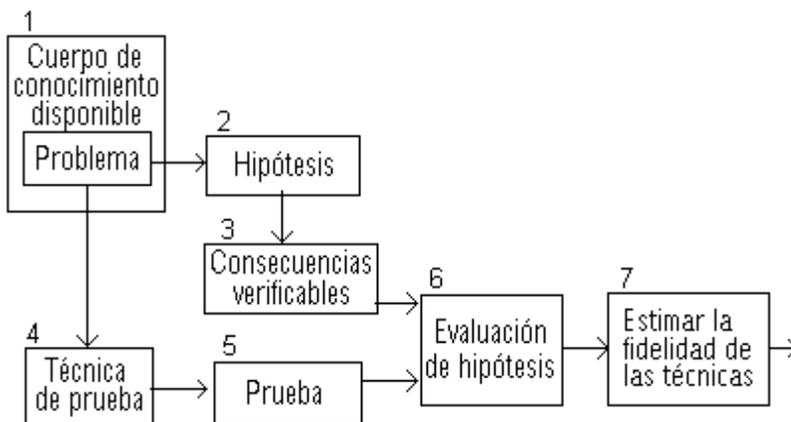 1
Cuerpo de
conocimiento
disponible
Problema
2
Hipótesis
3
Consecuencias
verificables
4
Técnica
de prueba
5
Prueba
6
Evaluación
de hipótesis
7
Estimar la
fidelidad de
las técnicas